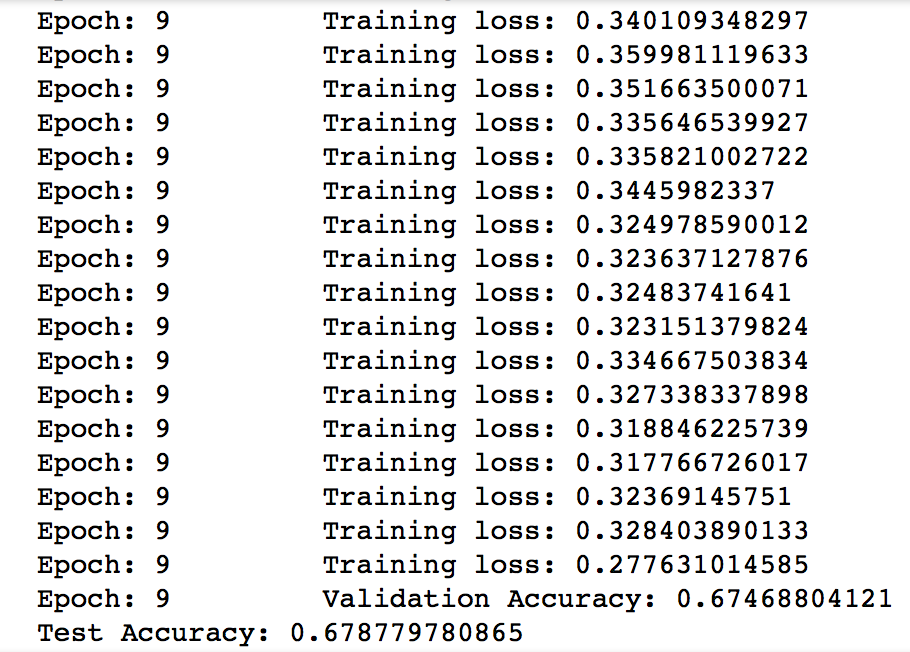 Epoch: 9 Training loss: 0.340109348297
Epoch: 9 Training loss: 0.359981119633
Epoch: 9 Training loss: 0.351663500071
Epoch: 9 Training loss: 0.335646539927
Epoch: 9 Training loss: 0.335821002722
Epoch: 9 Training loss: 0.3445982337
Epoch: 9 Training loss: 0.324978590012
Epoch: 9 Training loss: 0.323637127876
Epoch: 9 Training loss: 0.32483741641
Epoch: 9 Training loss: 0.323151379824
Epoch: 9 Training loss: 0.334667503834
Epoch: 9 Training loss: 0.327338337898
Epoch: 9 Training loss: 0.318846225739
Epoch: 9 Training loss: 0.317766726017
Epoch: 9 Training loss: 0.32369145751
Epoch: 9 Training loss: 0.328403890133
Epoch: 9 Training loss: 0.277631014585
Epoch: 9 Validation Accuracy: 0.67468804121
Test Accuracy: 0.678779780865